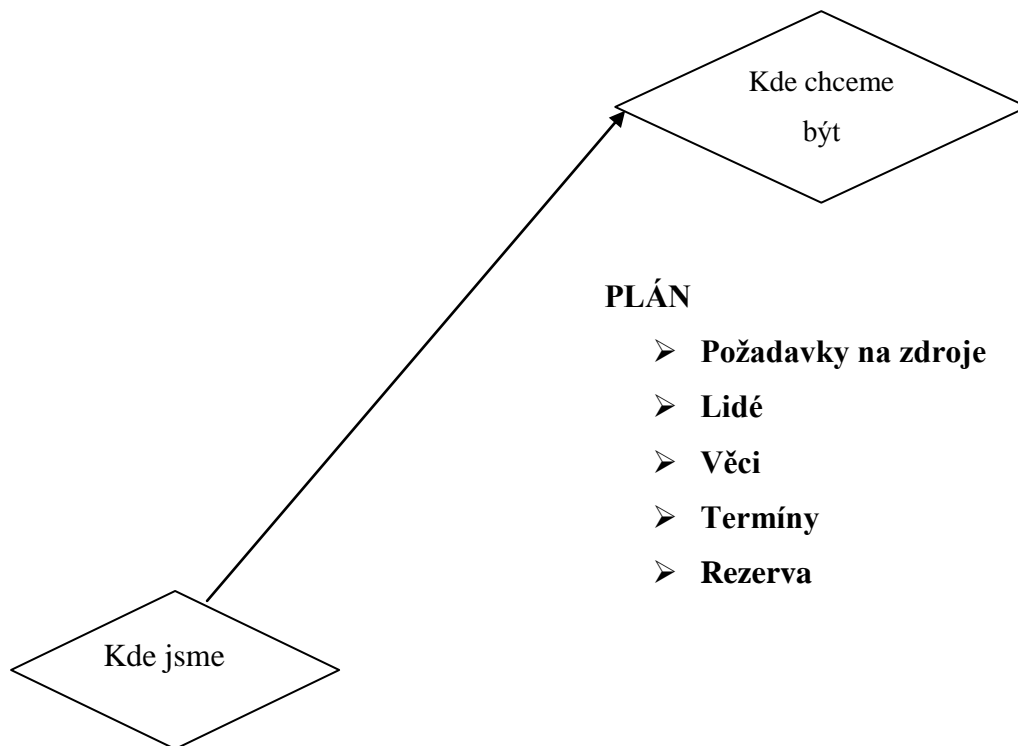 Kde chceme
být
PLÁN
➢ Požadavky na zdroje
➢ Lidé
➢ Věci
➢ Termíny
➢ Rezerva
Kde jsme